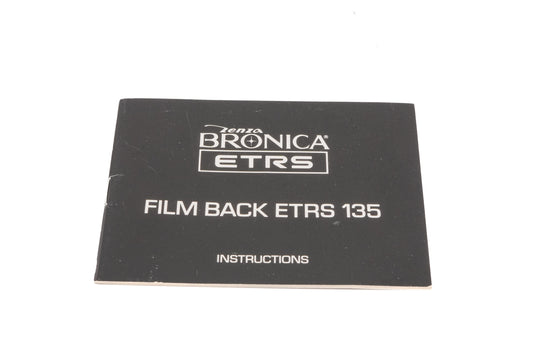 Zenza
BRONICA®
ETRS
FILM BACK ETRS 135
INSTRUCTIONS